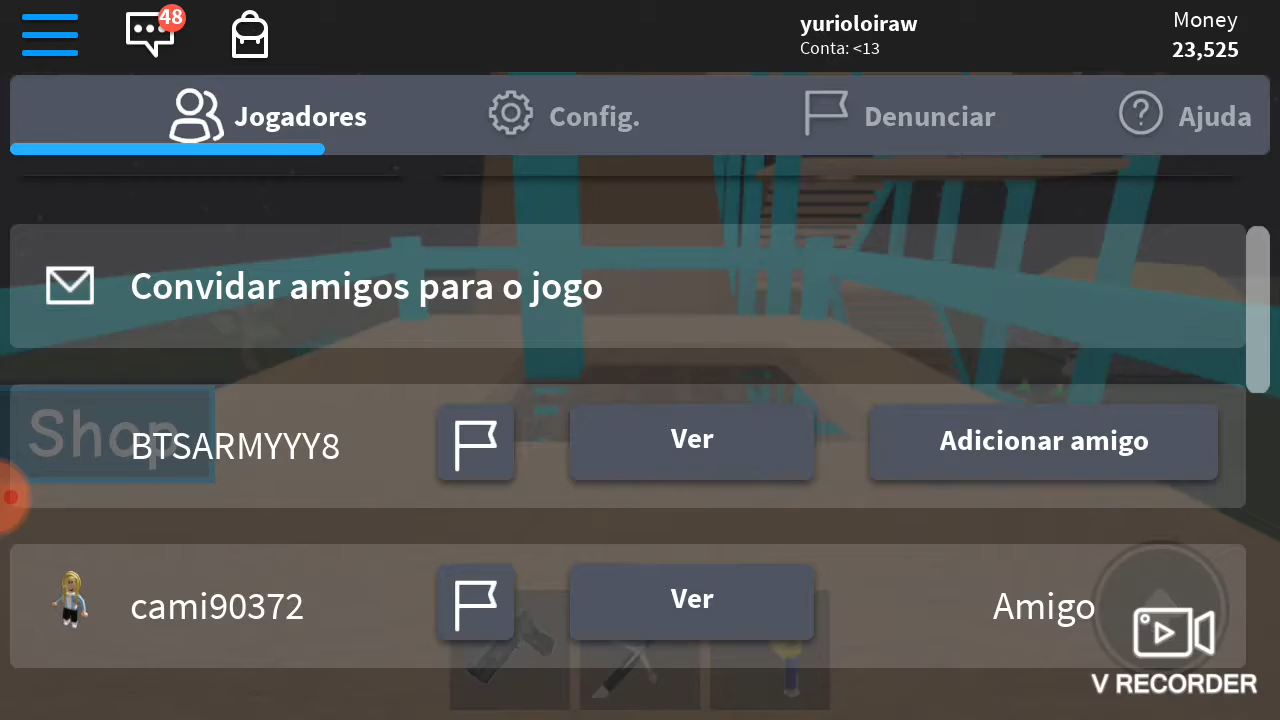 48
yurioloiraw
Conta: <13
Money
23,525
Jogadores
Config.
Denunciar
Ajuda
Convidar amigos para o jogo
Shop
BTSARMYYY8
Ver
Adicionar amigo
cami90372
Ver
Amigo
V RECORDER